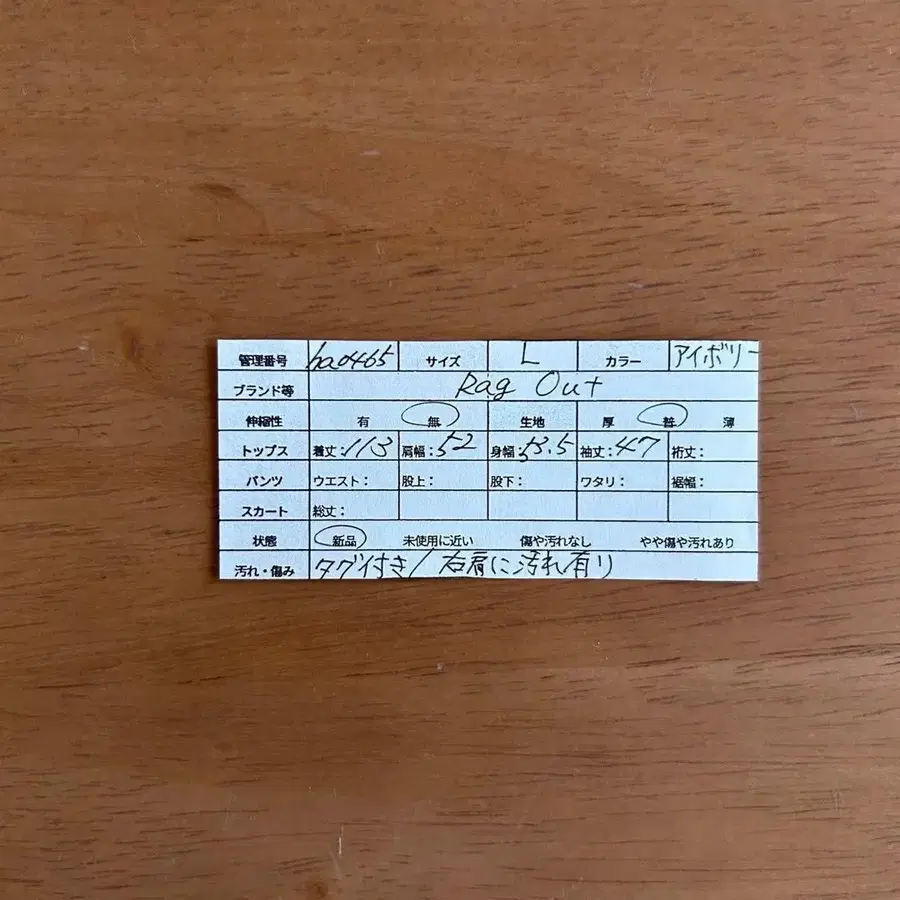 管理番号 ha0465 サイズ L カラー アイボリー
ブランド等 Rag Out
伸縮性 有 無 生地 厚 普 薄
トップス 着丈:113 肩幅:52 身幅:53.5 袖丈:47 裄丈:
パンツ ウエスト: 股上: 股下: ワタリ: 裾幅:
スカート 総丈:
状態 新品 未使用に近い 傷や汚れなし やや傷や汚れあり
汚れ・傷み タグ付き/右肩に汚れ有り